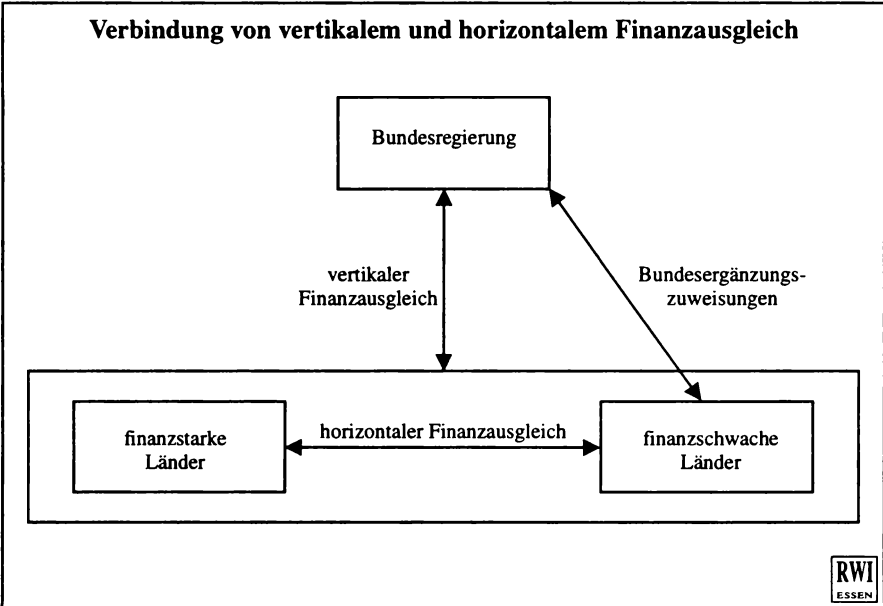 Verbindung von vertikalem und horizontalem Finanzausgleich
Bundesregierung
vertikaler
Finanzausgleich
Bundesergänzungs-
zuweisungen
finanzstarke
Länder
horizontaler Finanzausgleich
finanzschwache
Länder
RWI
ESSEN